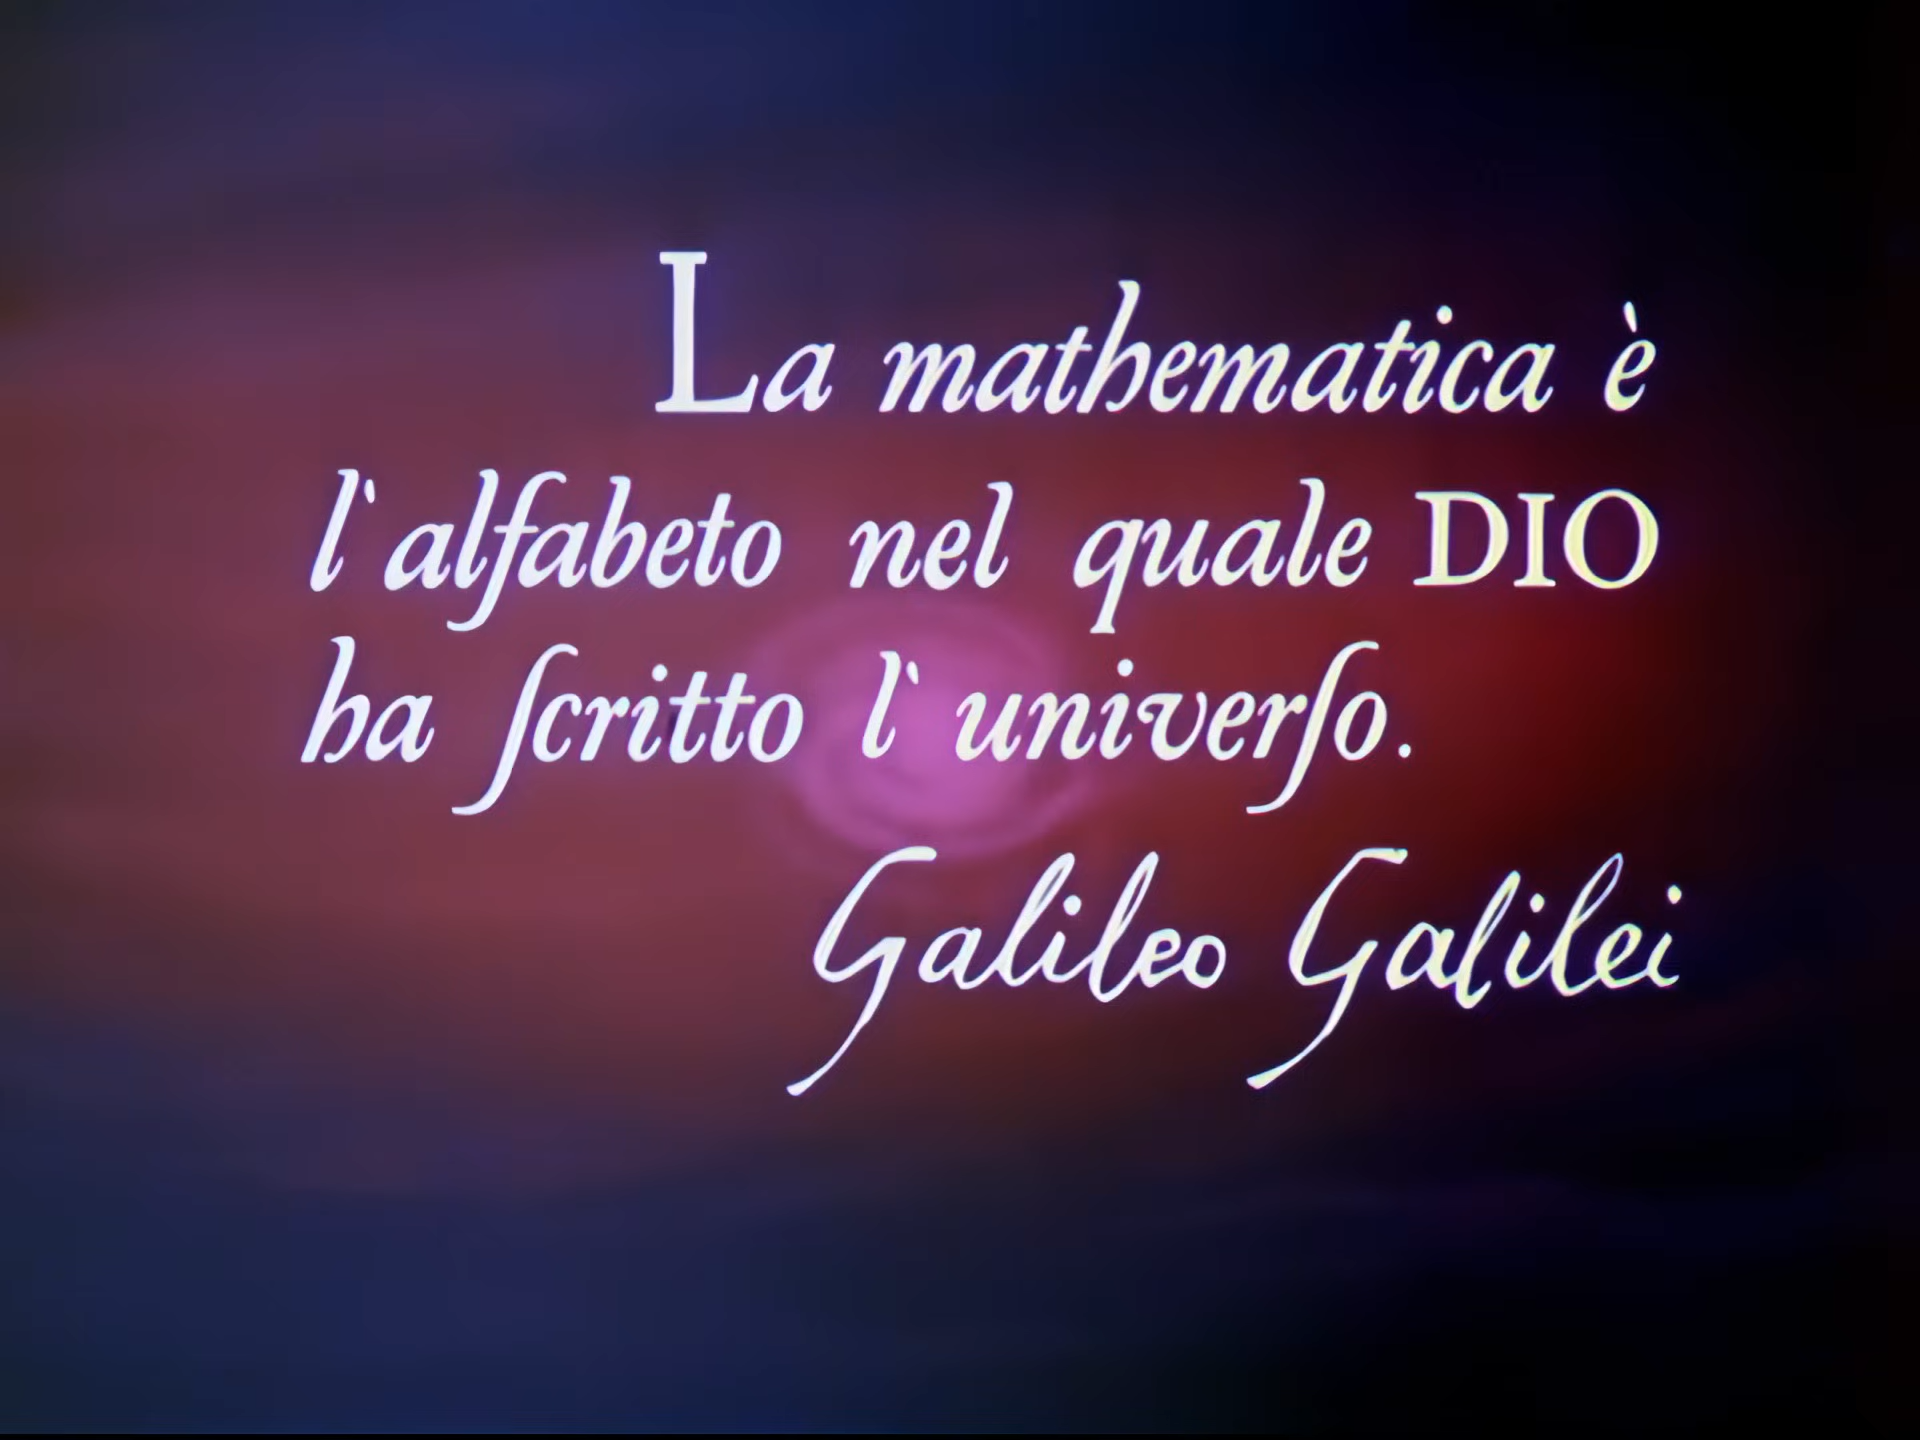 La mathematica è
l`alfabeto nel quale DIO
ha ſcritto l`univerſo.
Galileo Galilei